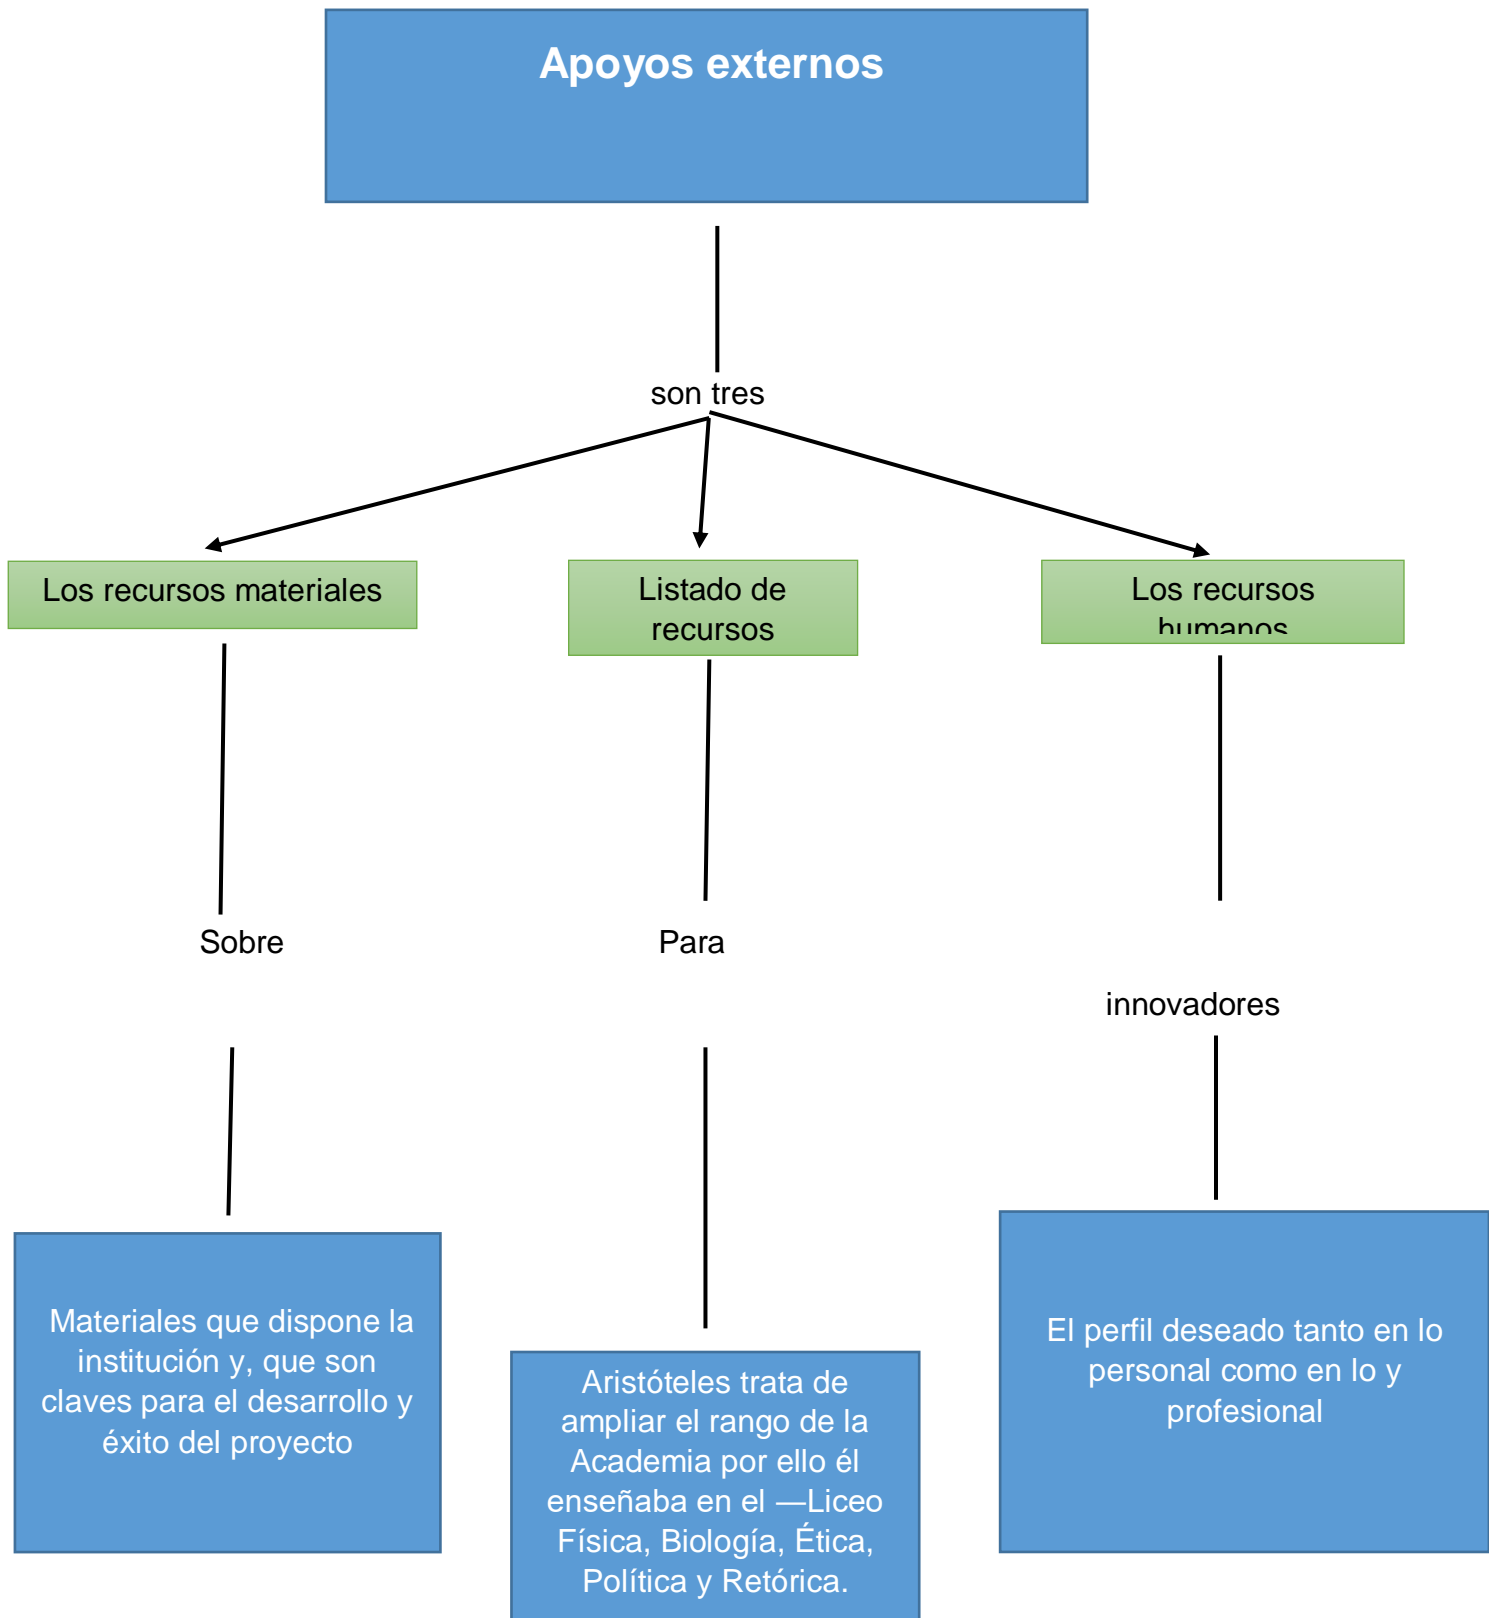 Apoyos externos
son tres
Los recursos materiales
Listado de
recursos
Los recursos
humanos
Sobre
Para
innovadores
Materiales que dispone la
institución y, que son
claves para el desarrollo y
éxito del proyecto
Aristóteles trata de
ampliar el rango de la
Academia por ello él
enseñaba en el —Liceo
Física, Biología, Ética,
Política y Retórica.
El perfil deseado tanto en lo
personal como en lo y
profesional